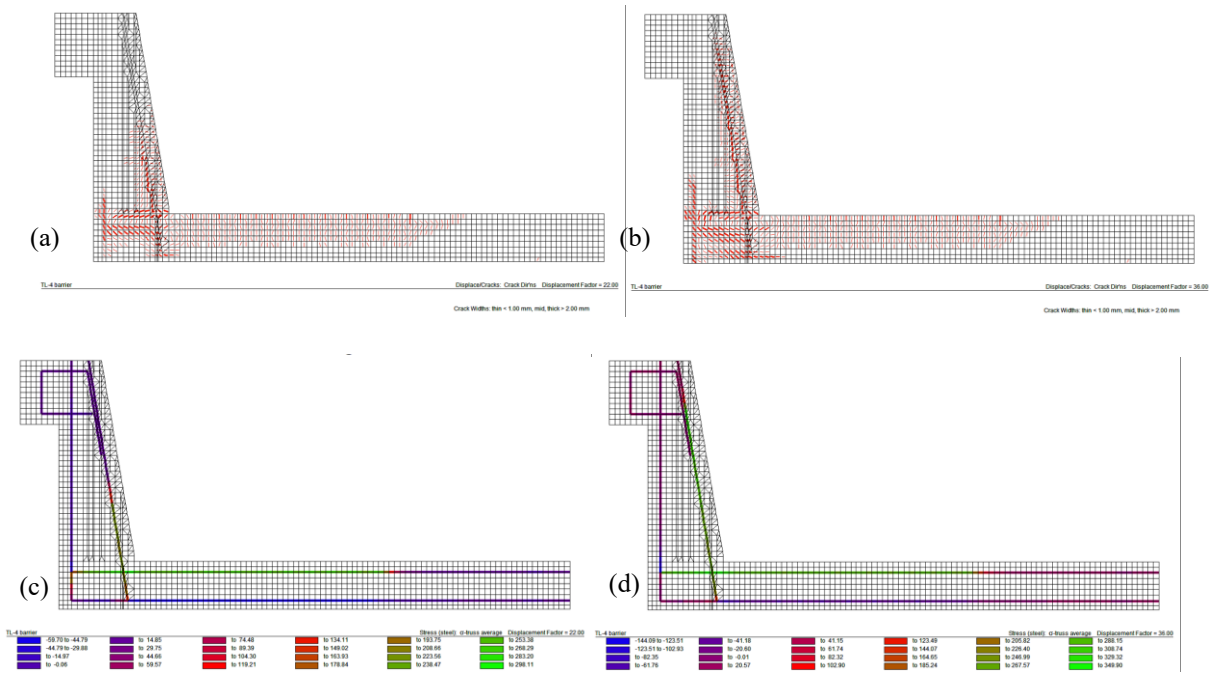 (a)
(b)
TL-4 barrier
Displace/Cracks: Crack Dir'ns Displacement Factor = 22.00
Crack Widths: thin < 1.00 mm, mid, thick > 2.00 mm
TL-4 barrier
Displace/Cracks: Crack Dir'ns Displacement Factor = 36.00
Crack Widths: thin < 1.00 mm, mid, thick > 2.00 mm
(c)
(d)
TL-4 barrier
Stress (steel): σ-truss average Displacement Factor = 22.00
-59.70 to -44.79 to 14.85 to 74.48 to 134.11 to 193.75 to 253.38
-44.79 to -29.88 to 29.75 to 89.39 to 149.02 to 208.66 to 268.29
to -14.97 to 44.66 to 104.30 to 163.93 to 223.56 to 283.20
to -0.06 to 59.57 to 119.21 to 178.84 to 238.47 to 298.11
TL-4 barrier
Stress (steel): σ-truss average Displacement Factor = 36.00
-144.09 to -123.51 to -41.18 to 41.15 to 123.49 to 205.82 to 288.15
-123.51 to -102.93 to -20.60 to 61.74 to 144.07 to 226.40 to 308.74
to -82.35 to -0.01 to 82.32 to 164.65 to 246.99 to 329.32
to -61.76 to 20.57 to 102.90 to 185.24 to 267.57 to 349.90